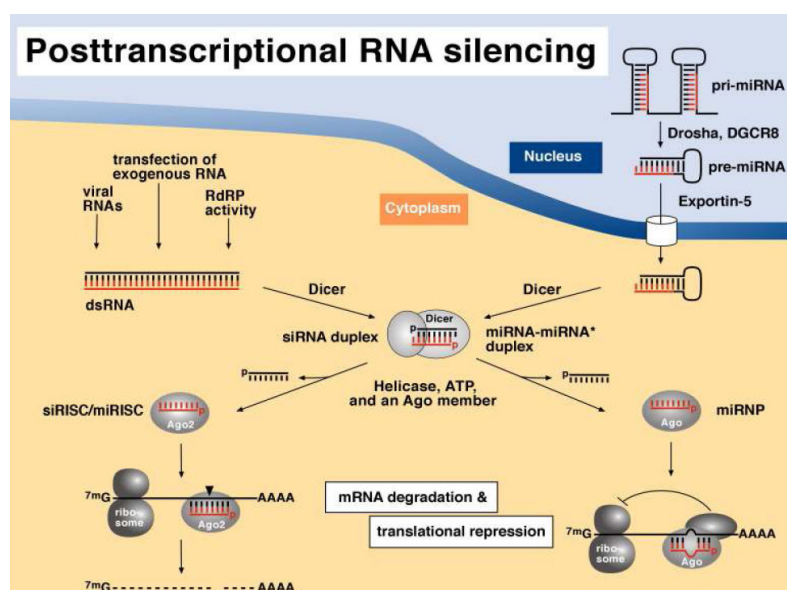 Posttranscriptional RNA silencing
pri-miRNA
Drosha, DGCR8
Nucleus
pre-miRNA
Exportin-5
transfection of
exogenous RNA
viral
RNAs
RdRP
activity
Cytoplasm
dsRNA
Dicer
Dicer
Dicer
p
p
siRNA duplex
miRNA-miRNA*
duplex
p
p
Helicase, ATP,
and an Ago member
siRISC/miRISC
p
Ago2
p
Ago
miRNP
7mG
AAAA
ribo-
some
p
Ago2
mRNA degradation &
translational repression
7mG
AAAA
ribo-
some
p
Ago
7mG
AAAA